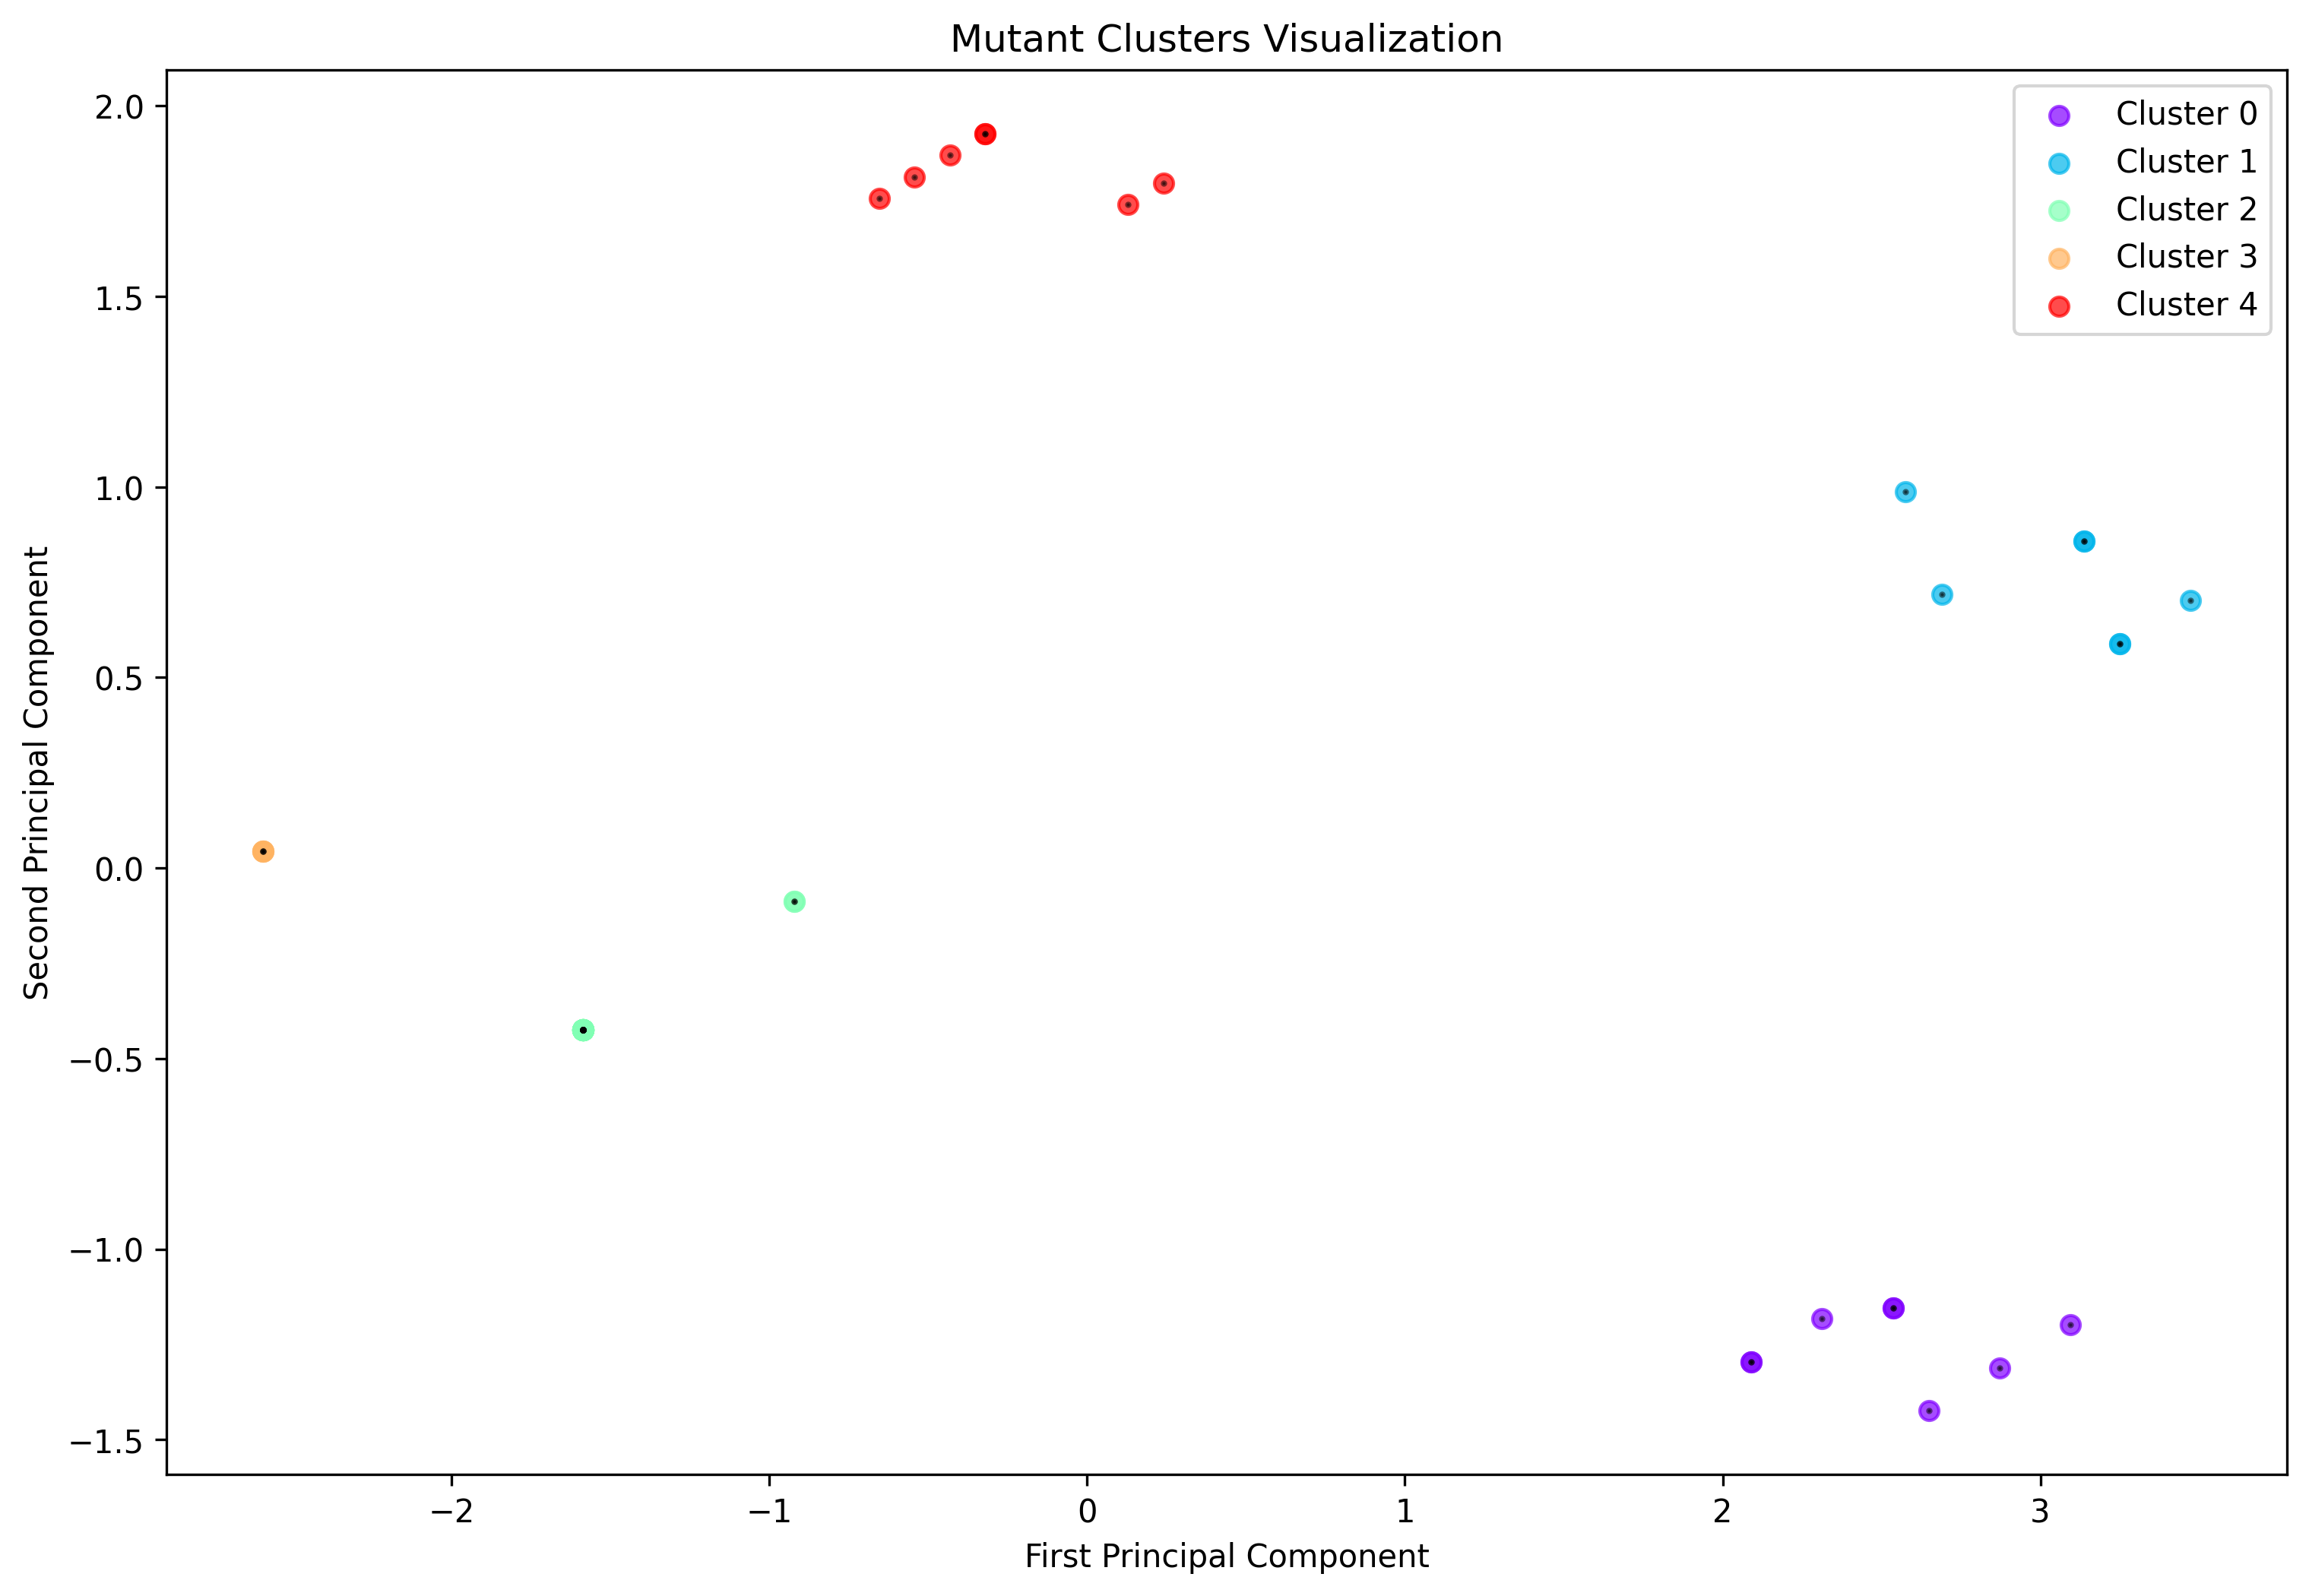 Mutant Clusters Visualization
Cluster 0
Cluster 1
Cluster 2
Cluster 3
Cluster 4
2.0
1.5
1.0
0.5
0.0
−0.5
−1.0
−1.5
Second Principal Component
−2
−1
0
1
2
3
First Principal Component